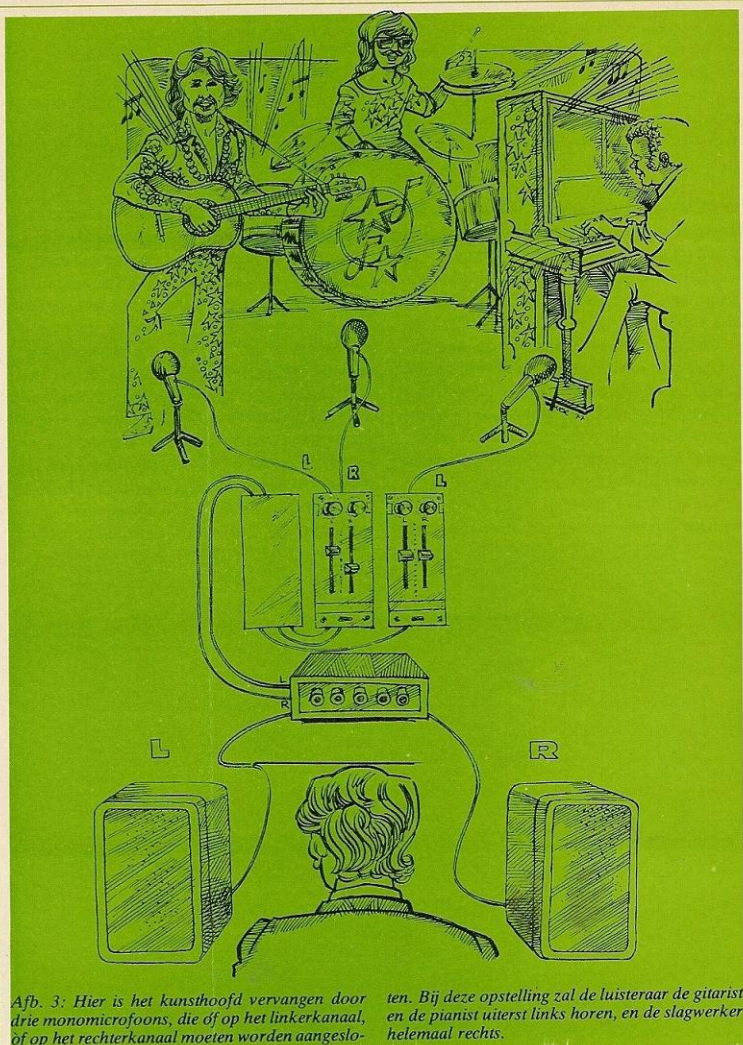 L
R
L
L
R
L
R
Afb. 3: Hier is het kunsthoofd vervangen door
drie monomicrofoons, die óf op het linkerkanaal,
òf op het rechterkanaal moeten worden aangeslo-
ten. Bij deze opstelling zal de luisteraar de gitarist
en de pianist uiterst links horen, en de slagwerker
helemaal rechts.